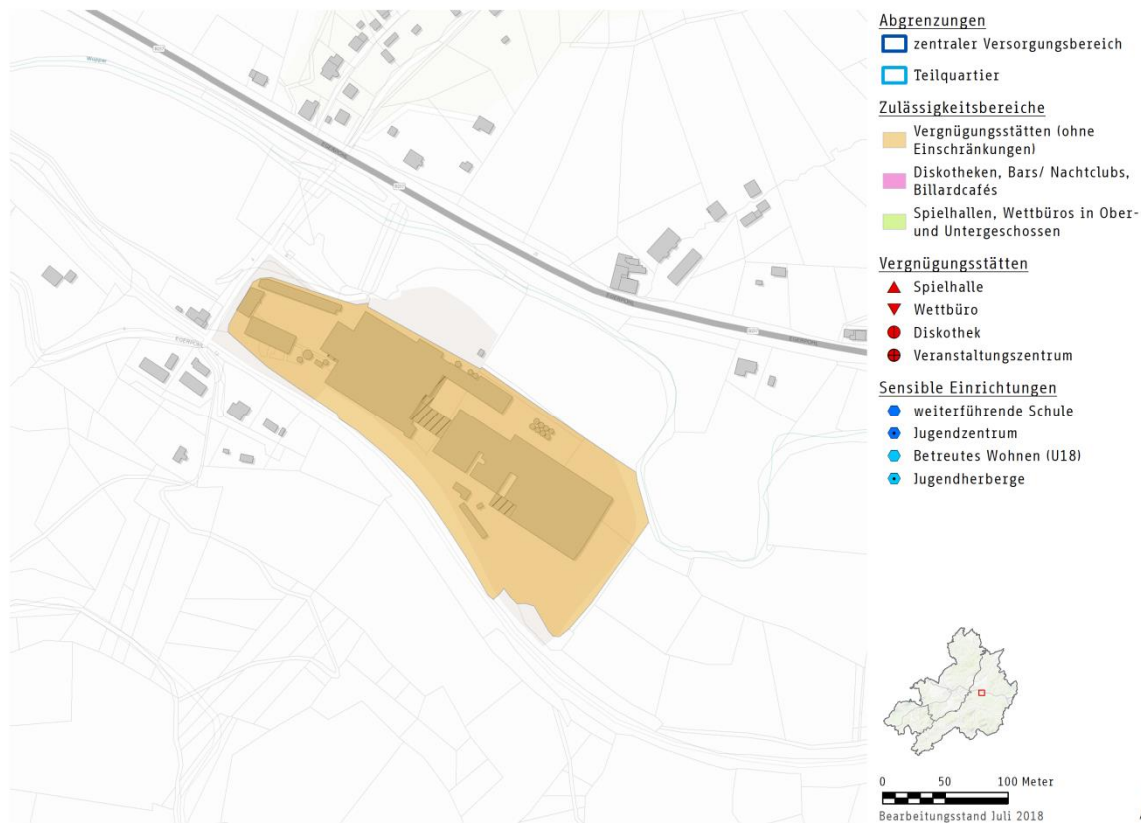 Abgrenzungen
zentraler Versorgungsbereich
Teilquartier
Zulässigkeitsbereiche
Vergnügungsstätten (ohne
Einschränkungen)
Diskotheken, Bars/ Nachtclubs,
Billardcafés
Spielhallen, Wettbüros in Ober-
und Untergeschossen
Vergnügungsstätten
Spielhalle
Wettbüro
Diskothek
Veranstaltungszentrum
Sensible Einrichtungen
weiterführende Schule
Jugendzentrum
Betreutes Wohnen (U18)
Jugendherberge
0 50 100 Meter
Bearbeitungsstand Juli 2018